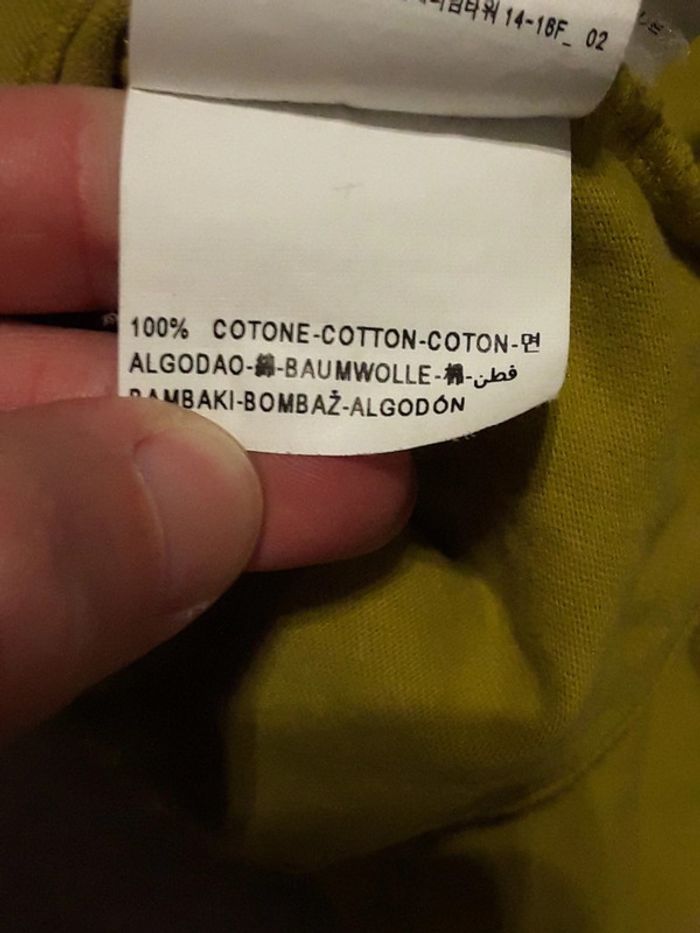 14-16F_ 02
100% COTONE-COTTON-COTON-면
ALGODAO-綿-BAUMWOLLE-棉-قطن
BAMBAKI-BOMBAŽ-ALGODÓN